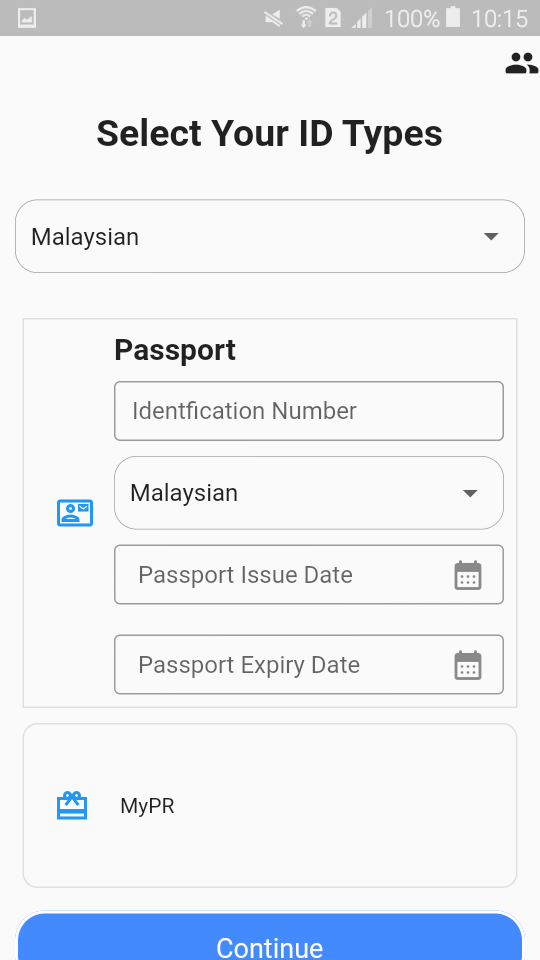 2 100% 10:15
Select Your ID Types
Malaysian
Passport
Identfication Number
Malaysian
Passport Issue Date
Passport Expiry Date
MyPR
Continue